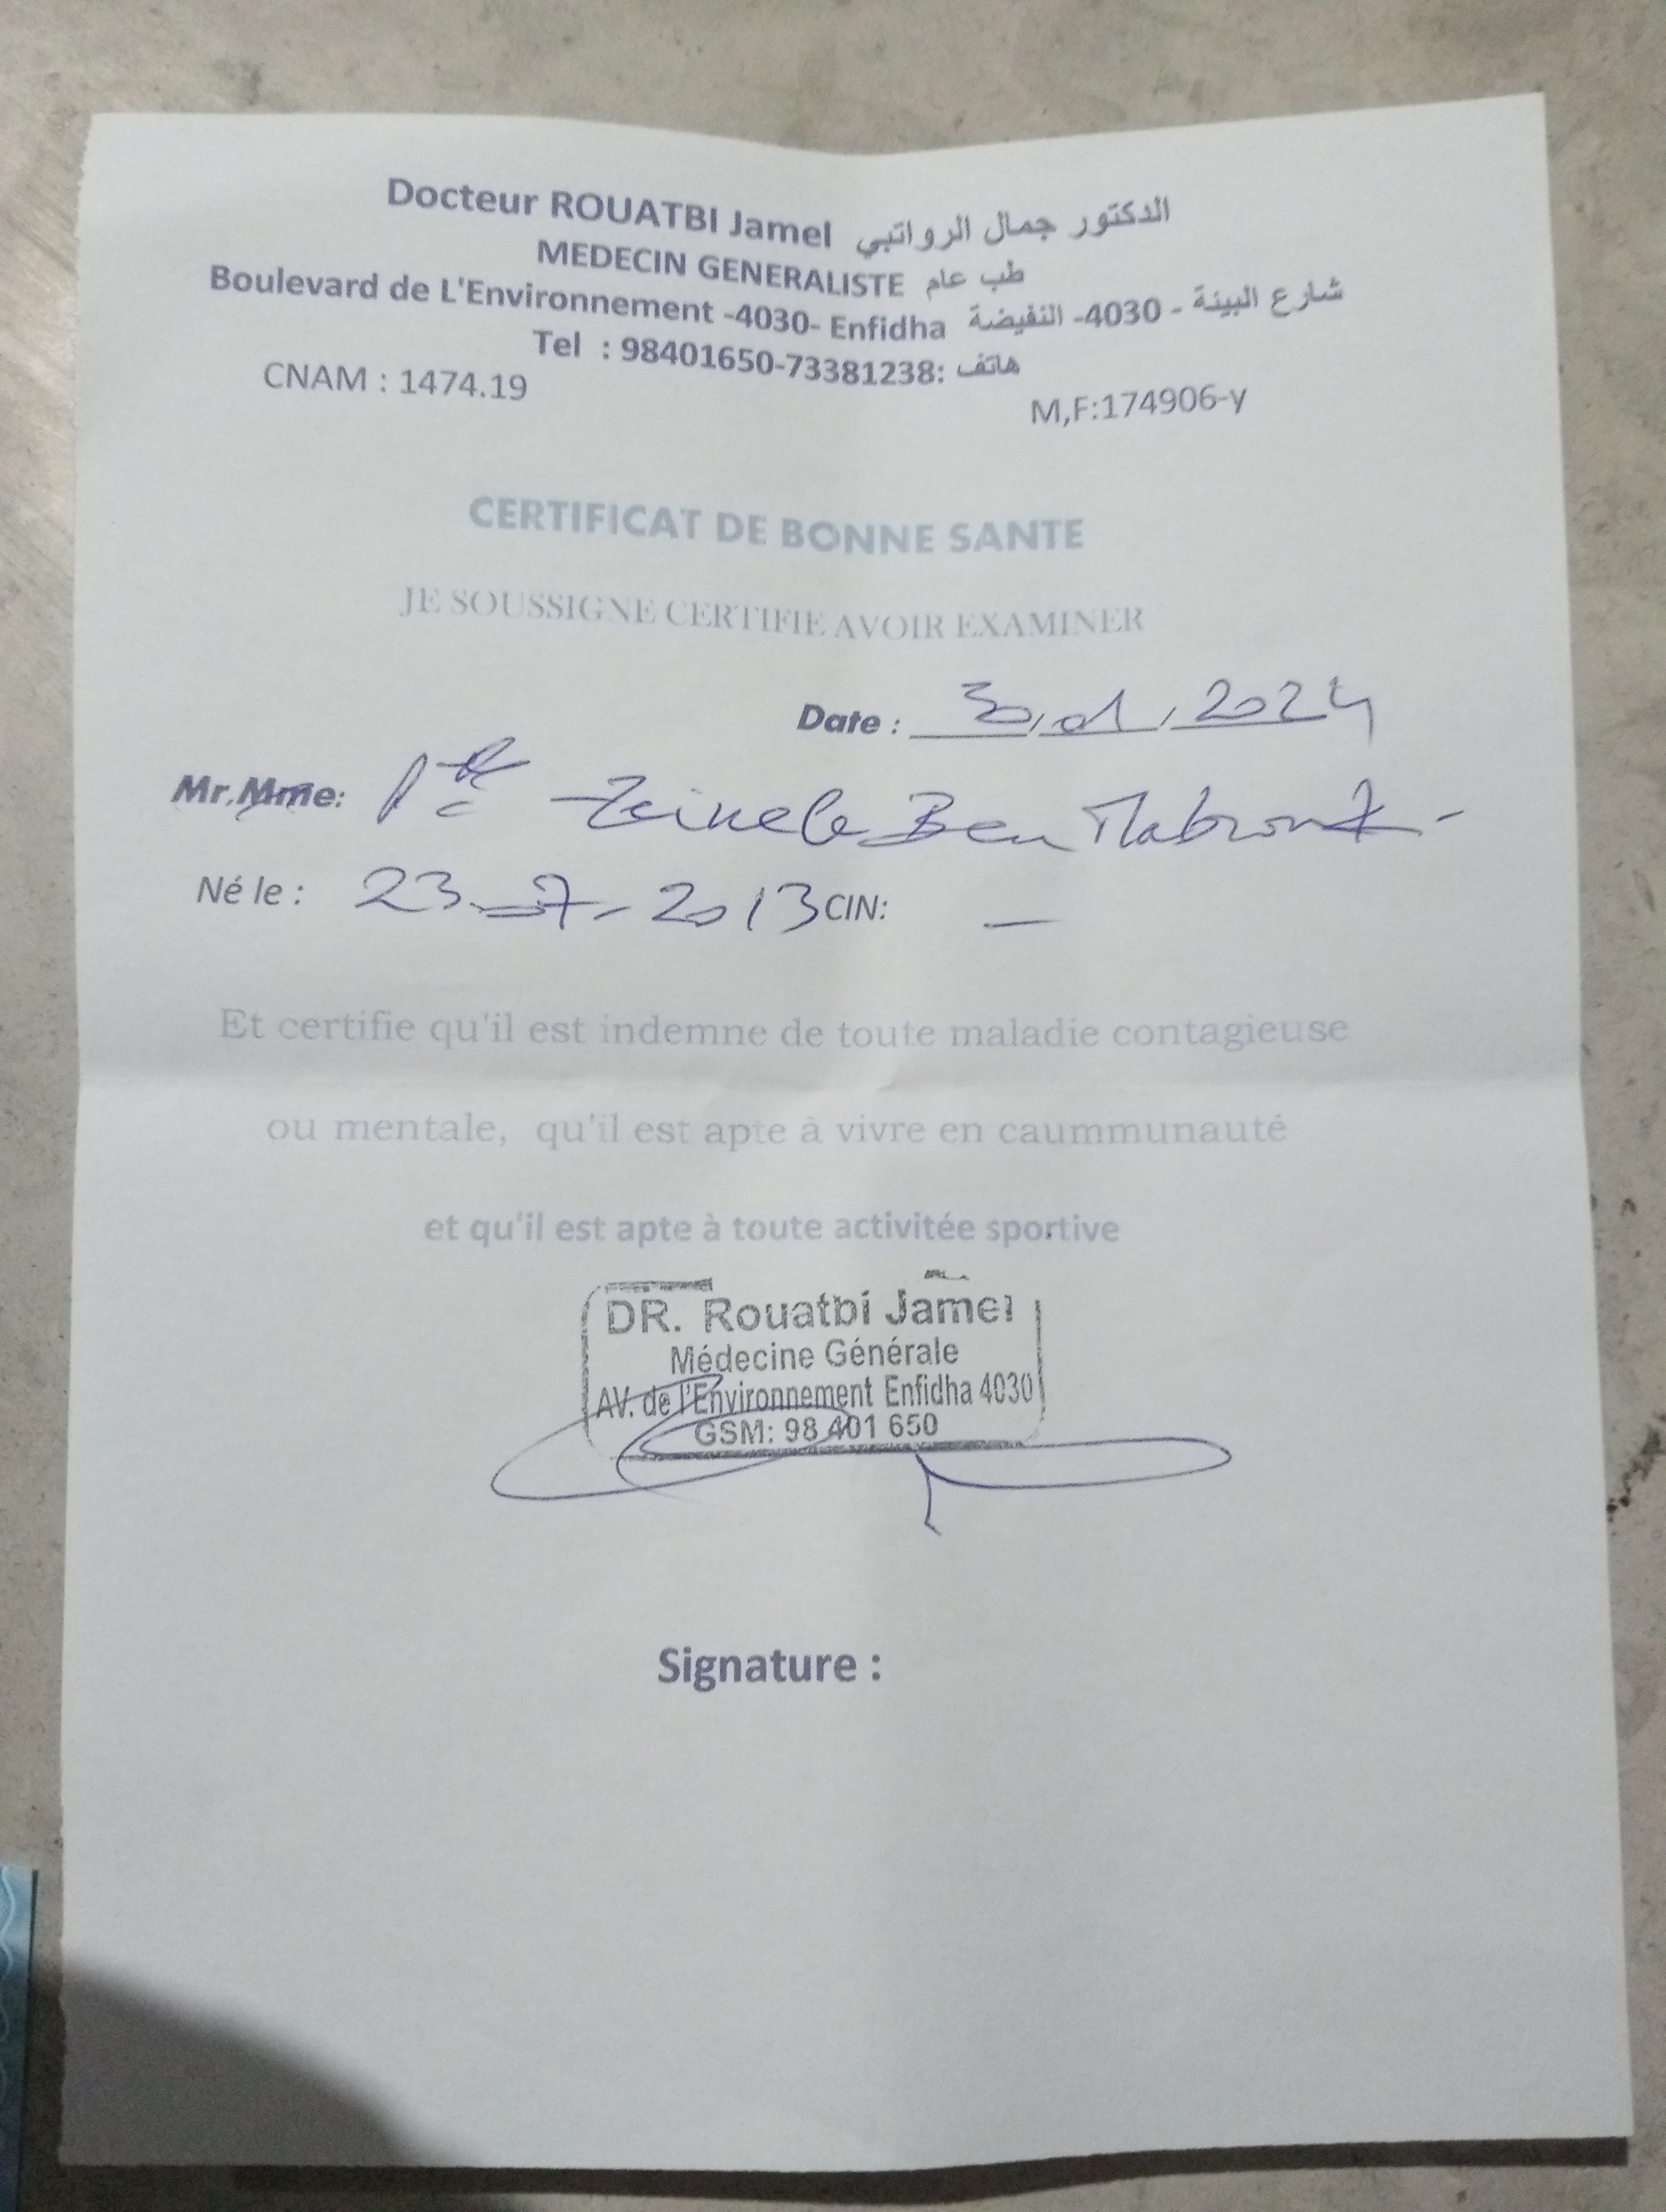 Docteur ROUATBI Jamel الدكتور جمال الرواتبي
MEDECIN GENERALISTE طب عام
Boulevard de L'Environnement -4030- Enfidha شارع البيئة - 4030- النفيضة
Tel : 98401650-73381238: هاتف
CNAM : 1474.19
M,F:174906-y
CERTIFICAT DE BONNE SANTE
JE SOUSSIGNE CERTIFIE AVOIR EXAMINER
Date : 30/01/2024
Mr.Mme: Ben Mabrouk
Né le : 23-7-2013 CIN: —
Et certifie qu'il est indemne de toute maladie contagieuse
ou mentale, qu'il est apte à vivre en caummunauté
et qu'il est apte à toute activitée sportive
DR. Rouatbi Jamel
Médecine Générale
AV. de l'Environnement Enfidha 4030
GSM: 98 401 650
Signature :